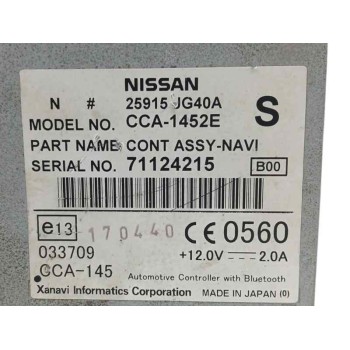 NISSAN
N # 25915 JG40A
S
MODEL NO. CCA-1452E
PART NAME CONT ASSY-NAVI
SERIAL NO. 71124215 B00
e13 170440 CE 0560
033709 +12.0V 2.0A
CCA-145 Automotive Controller with Bluetooth
Xanavi Informatics Corporation MADE IN JAPAN (0)